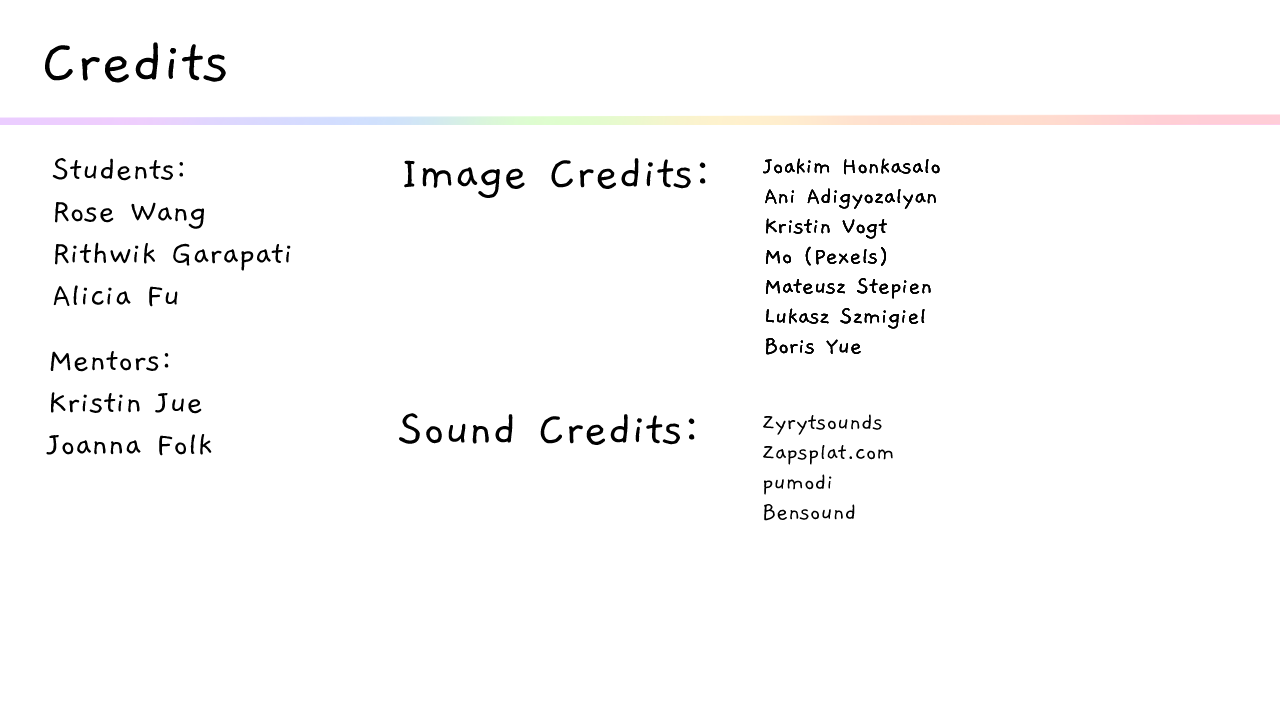 Credits
Students:
Rose Wang
Rithwik Garapati
Alicia Fu
Mentors:
Kristin Jue
Joanna Folk
Image Credits:
Joakim Honkasalo
Ani Adigyozalyan
Kristin Vogt
Mo (Pexels)
Mateusz Stepien
Lukasz Szmigiel
Boris Yue
Sound Credits:
Zyrytsounds
Zapsplat.com
pumodi
Bensound